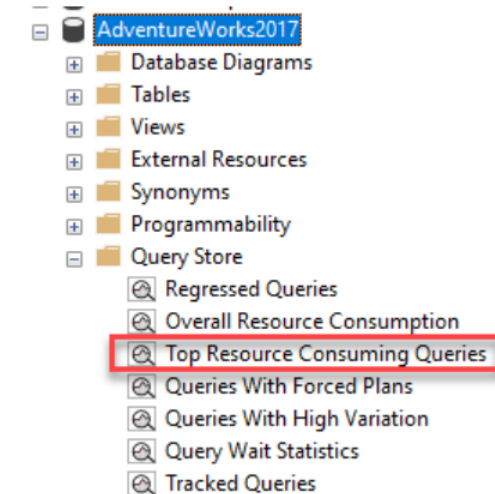 AdventureWorks2017
Database Diagrams
Tables
Views
External Resources
Synonyms
Programmability
Query Store
Regressed Queries
Overall Resource Consumption
Top Resource Consuming Queries
Queries With Forced Plans
Queries With High Variation
Query Wait Statistics
Tracked Queries